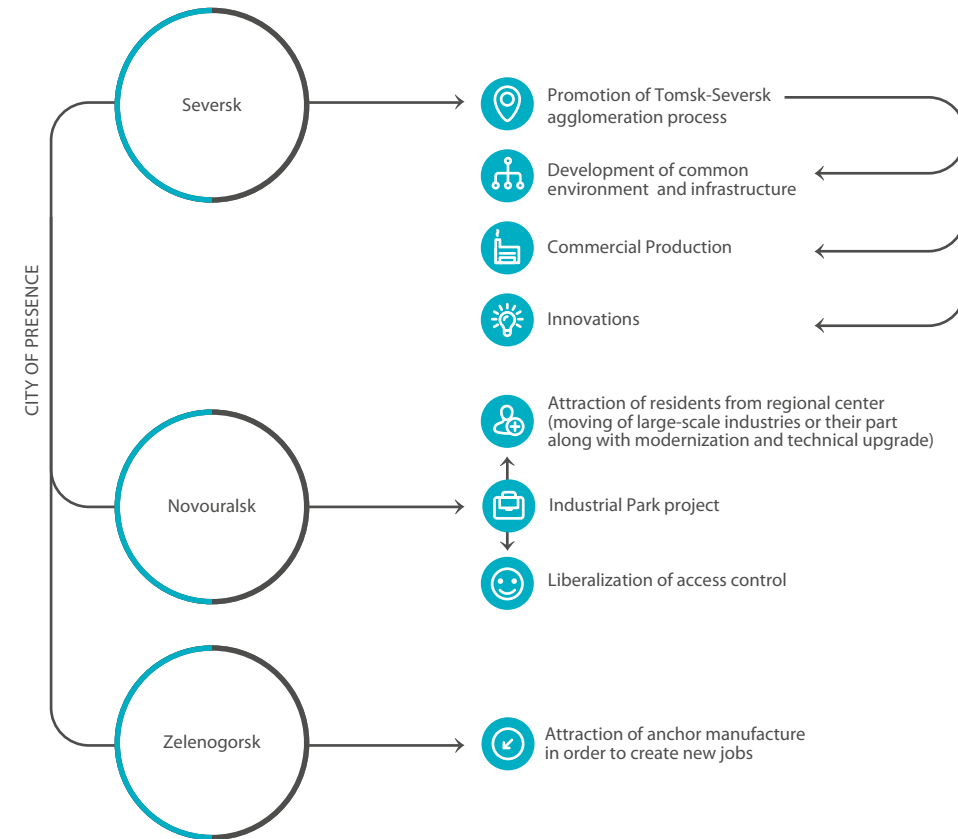 CITY OF PRESENCE
Seversk
Promotion of Tomsk-Seversk
agglomeration process
Development of common
environment and infrastructure
Commercial Production
Innovations
Novouralsk
Attraction of residents from regional center
(moving of large-scale industries or their part
along with modernization and technical upgrade)
Industrial Park project
Liberalization of access control
Zelenogorsk
Attraction of anchor manufacture
in order to create new jobs